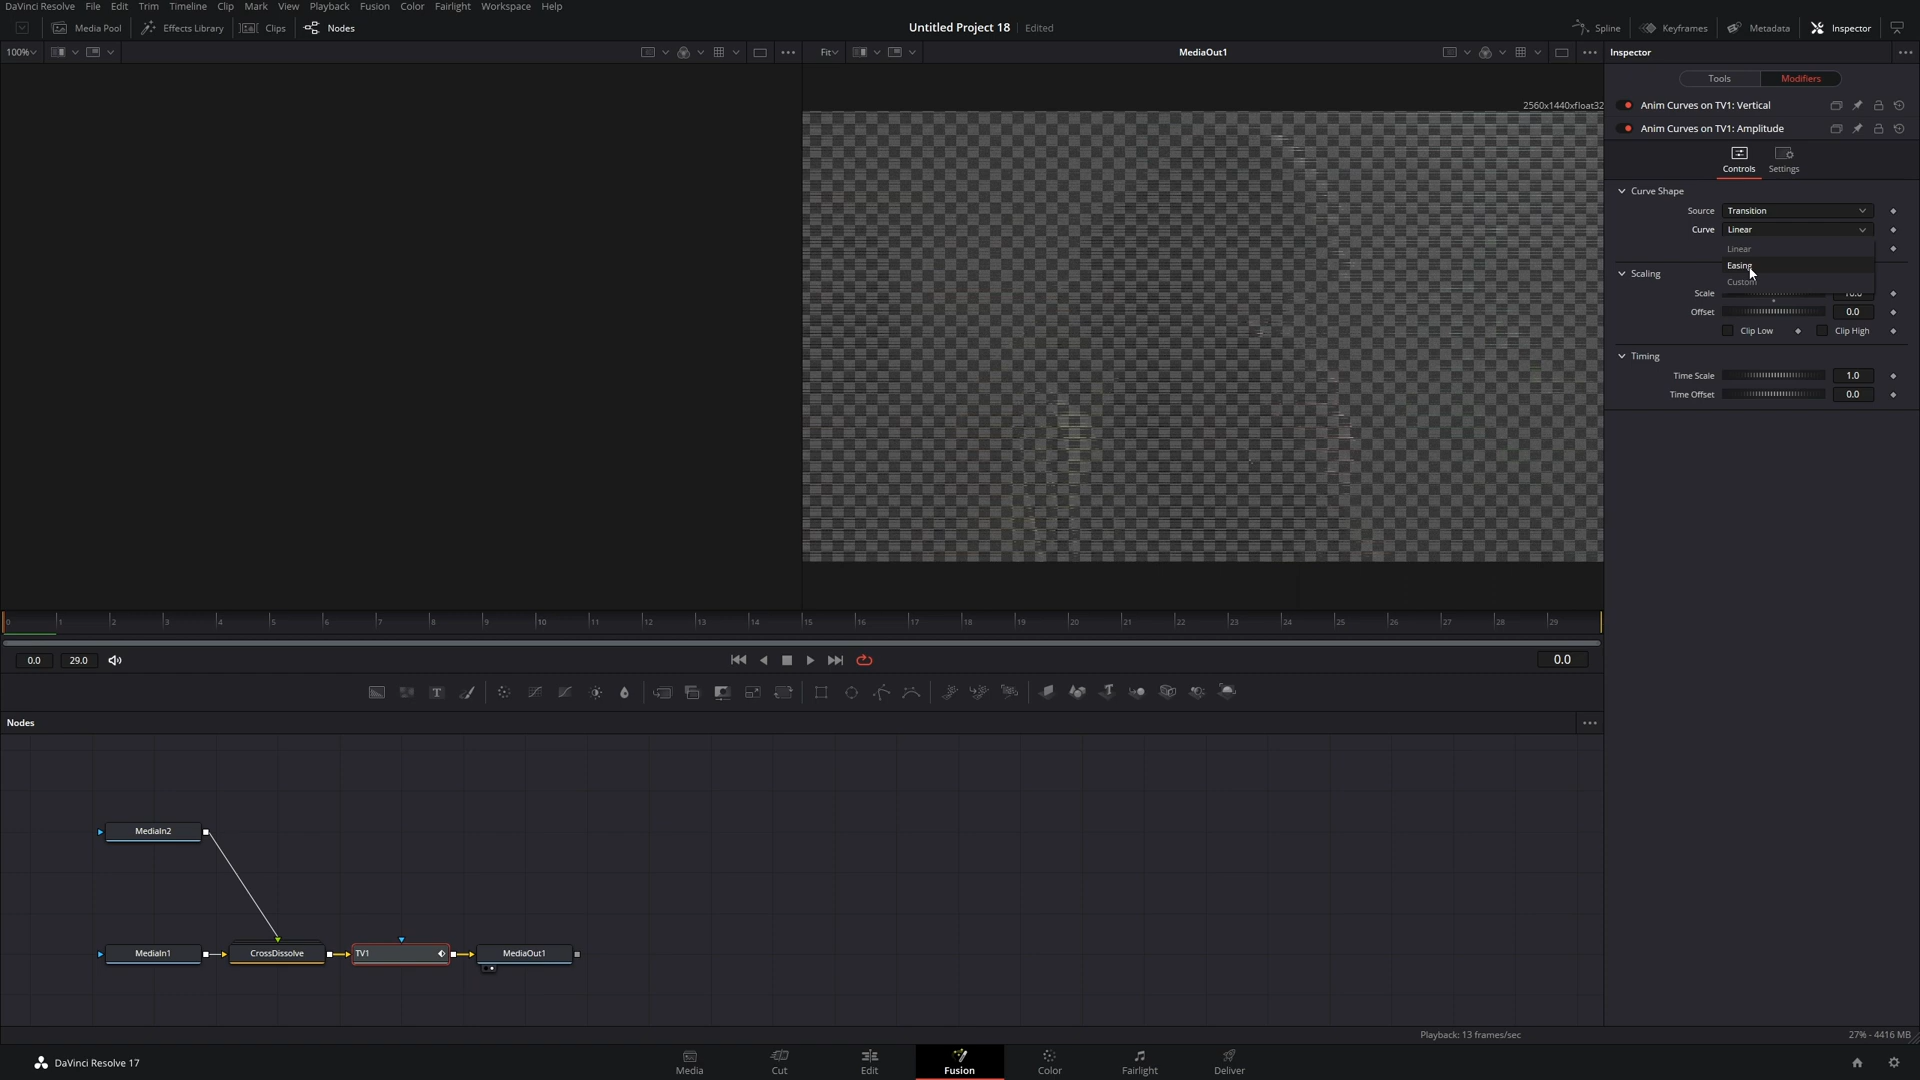 DaVinci Resolve File Edit Trim Timeline Clip Mark View Playback Fusion Color Fairlight Workspace Help
Media Pool Effects Library Clips Nodes Untitled Project 18 Edited Spline Keyframes Metadata Inspector
100% Fit MediaOut1 Inspector
Tools Modifiers
2560x1440xfloat32
Anim Curves on TV1: Vertical
Anim Curves on TV1: Amplitude
Controls Settings
Curve Shape
Source Transition
Curve Linear
Linear
Easing
Custom
Scaling
Scale
Offset 0.0
Clip Low Clip High
Timing
Time Scale 1.0
Time Offset 0.0
0 1 2 3 4 5 6 7 8 9 10 11 12 13 14 15 16 17 18 19 20 21 22 23 24 25 26 27 28 29
0.0 29.0 0.0
T
Nodes
MediaIn2
MediaIn1 CrossDissolve TV1 MediaOut1
Playback: 13 frames/sec 27% - 4416 MB
DaVinci Resolve 17 Media Cut Edit Fusion Color Fairlight Deliver